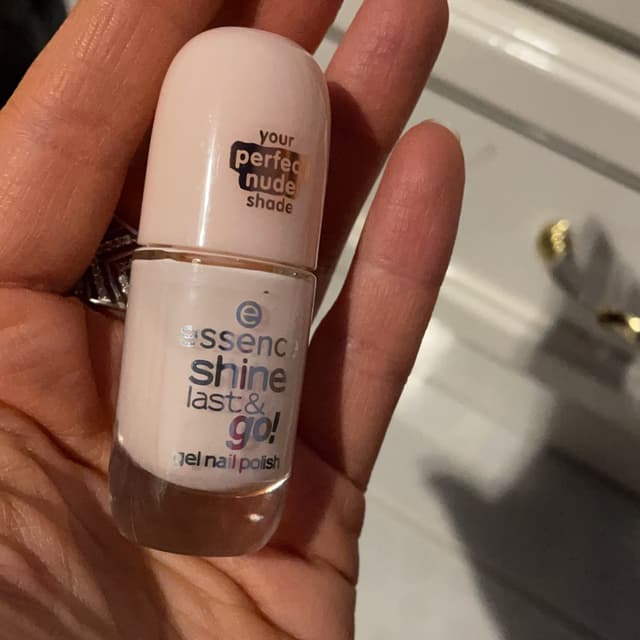 your
perfect
nude
shade
e
essence
shine
last &
go!
gel nail polish